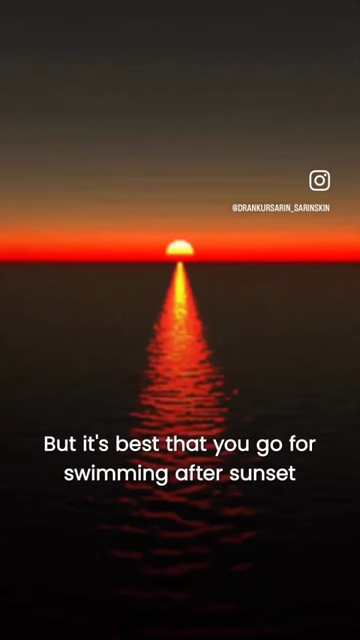 @DRANKURSARIN_SARINSKIN
But it's best that you go for
swimming after sunset